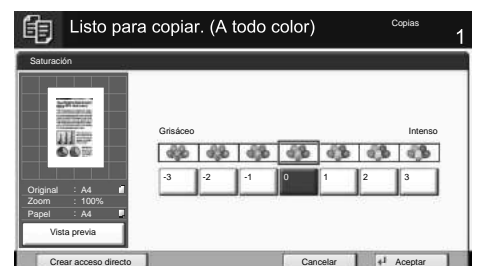 Listo para copiar. (A todo color)
Copias
1
Saturación
Grisáceo
Intenso
-3 -2 -1 0 1 2 3
Original : A4
Zoom : 100%
Papel : A4
Vista previa
Crear acceso directo
Cancelar
Aceptar